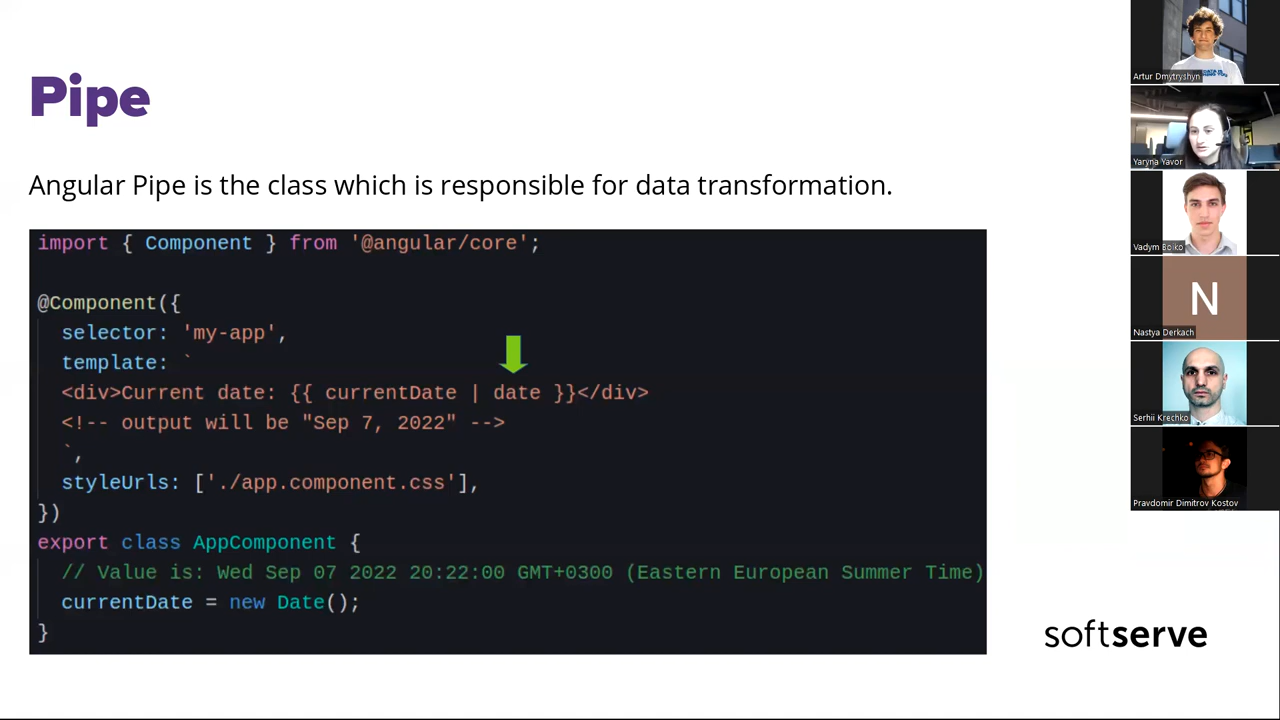 Pipe
Angular Pipe is the class which is responsible for data transformation.
import { Component } from '@angular/core';
@Component({
  selector: 'my-app',
  template: `
  <div>Current date: {{ currentDate | date }}</div>
  <!-- output will be "Sep 7, 2022" -->
  `,
  styleUrls: ['./app.component.css'],
})
export class AppComponent {
  // Value is: Wed Sep 07 2022 20:22:00 GMT+0300 (Eastern European Summer Time)
  currentDate = new Date();
}
softserve
Artur Dmytryshyn
Yaryna Yavor
Vadym Boiko
N
Nastya Derkach
Serhii Krechko
Pravdomir Dimitrov Kostov